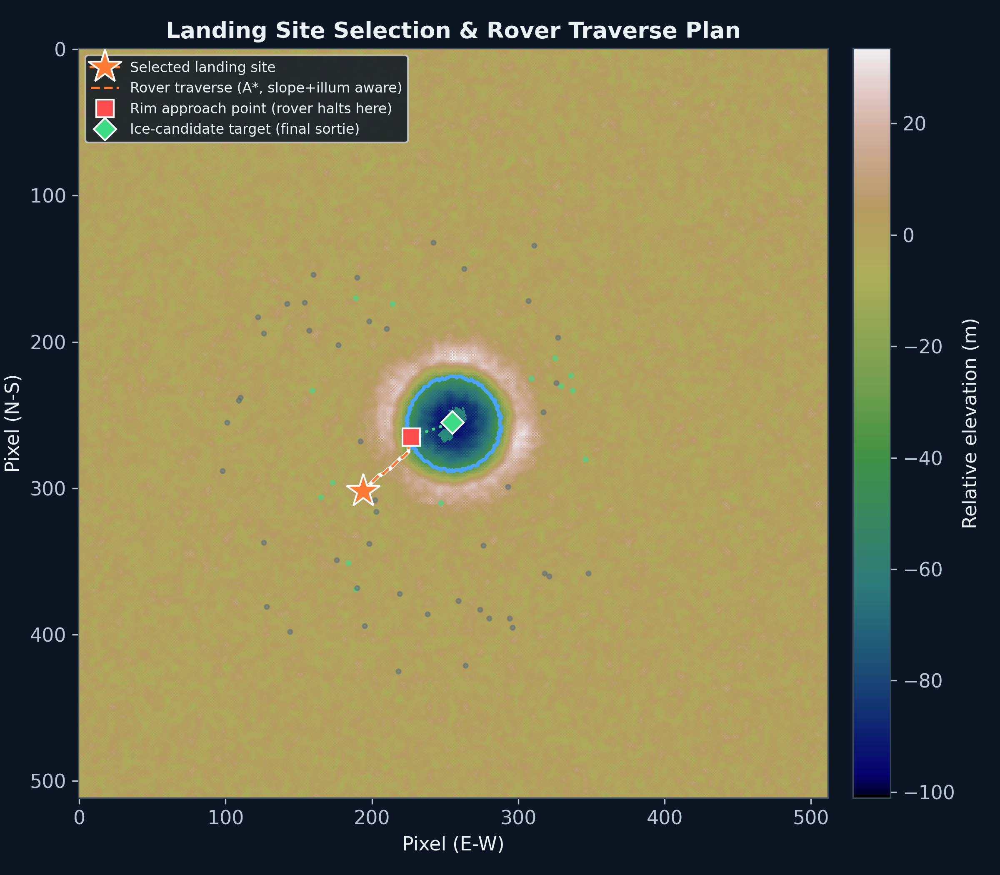 Landing Site Selection & Rover Traverse Plan
Selected landing site
Rover traverse (A*, slope+illum aware)
Rim approach point (rover halts here)
Ice-candidate target (final sortie)
0
100
200
300
400
500
Pixel (N-S)
0
100
200
300
400
500
Pixel (E-W)
20
0
−20
−40
−60
−80
−100
Relative elevation (m)